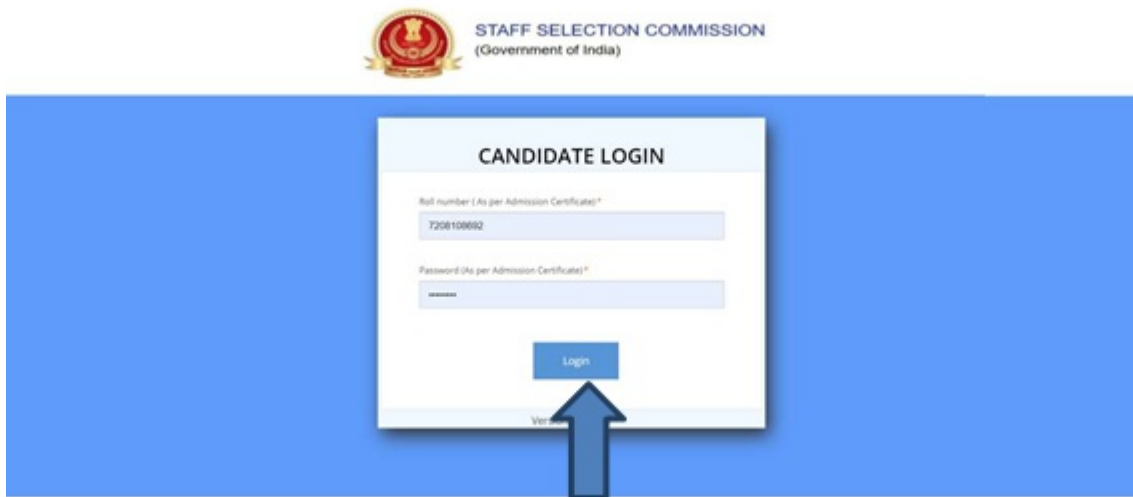 STAFF SELECTION COMMISSION
(Government of India)
CANDIDATE LOGIN
Roll number ( As per Admission Certificate)*
7208108692
Password (As per Admission Certificate)*
Login